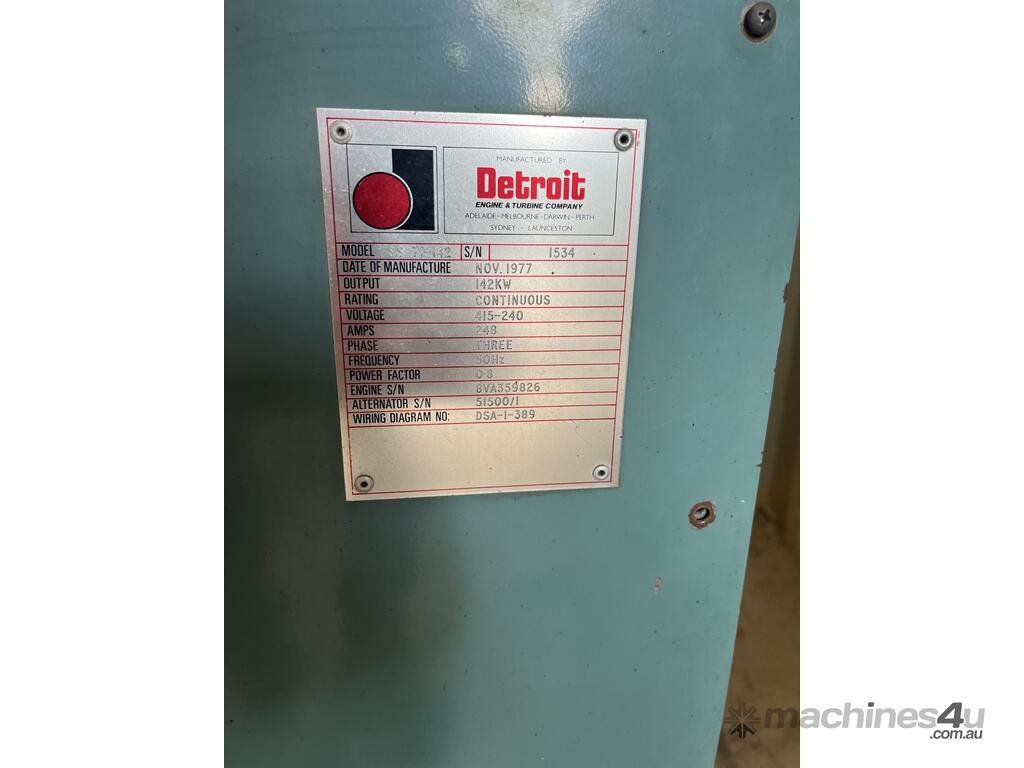 MANUFACTURED BY
Detroit
ENGINE & TURBINE COMPANY
ADELAIDE-MELBOURNE-DARWIN-PERTH
SYDNEY - LAUNCESTON
MODEL S/N 1534
DATE OF MANUFACTURE NOV.1977
OUTPUT 142KW
RATING CONTINUOUS
VOLTAGE 415-240
AMPS 248
PHASE THREE
FREQUENCY 50Hz
POWER FACTOR 0·8
ENGINE S/N 8VA359826
ALTERNATOR S/N 51500/1
WIRING DIAGRAM NO: DSA-1-389
machines4u
.com.au